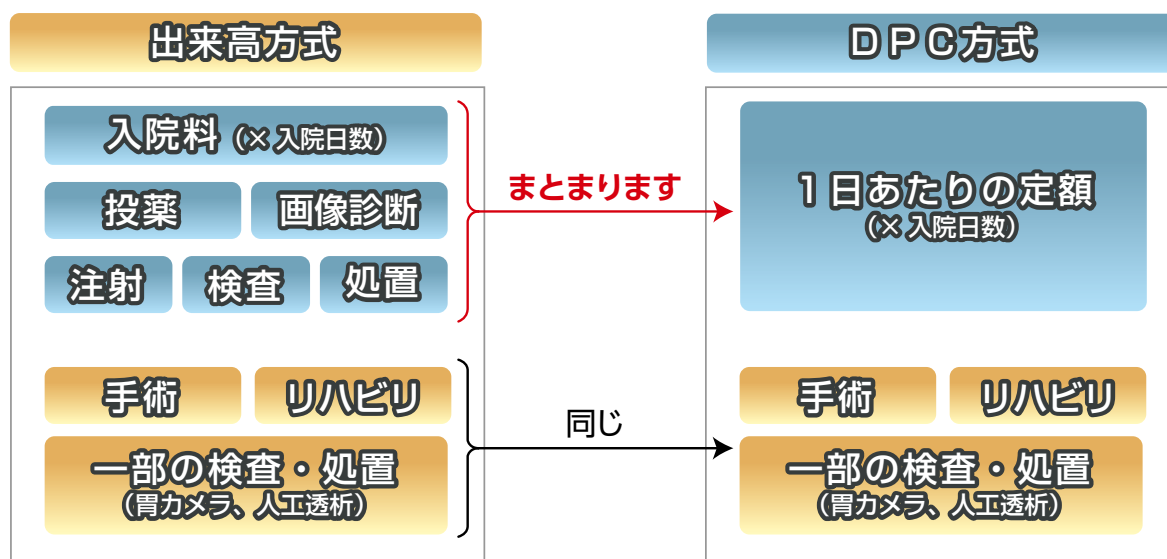 出来高方式
DPC方式
入院料(×入院日数)
投薬
画像診断
注射
検査
処置
まとまります
1日あたりの定額
(×入院日数)
手術
リハビリ
一部の検査・処置
(胃カメラ、人工透析)
同じ
手術
リハビリ
一部の検査・処置
(胃カメラ、人工透析)